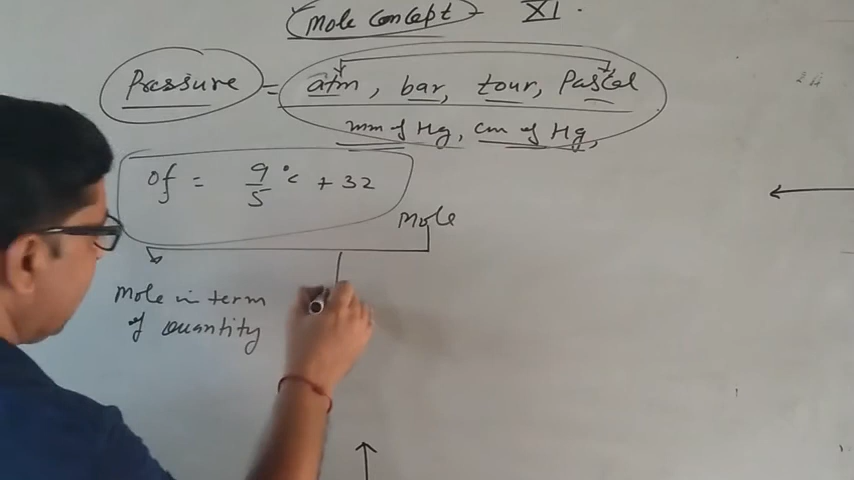 Mole Concept XI.
Pressure = atm, bar, tour, Pascal
mm of Hg, cm of Hg,
°f = 9/5 °c + 32
Mole
Mole in term
of quantity